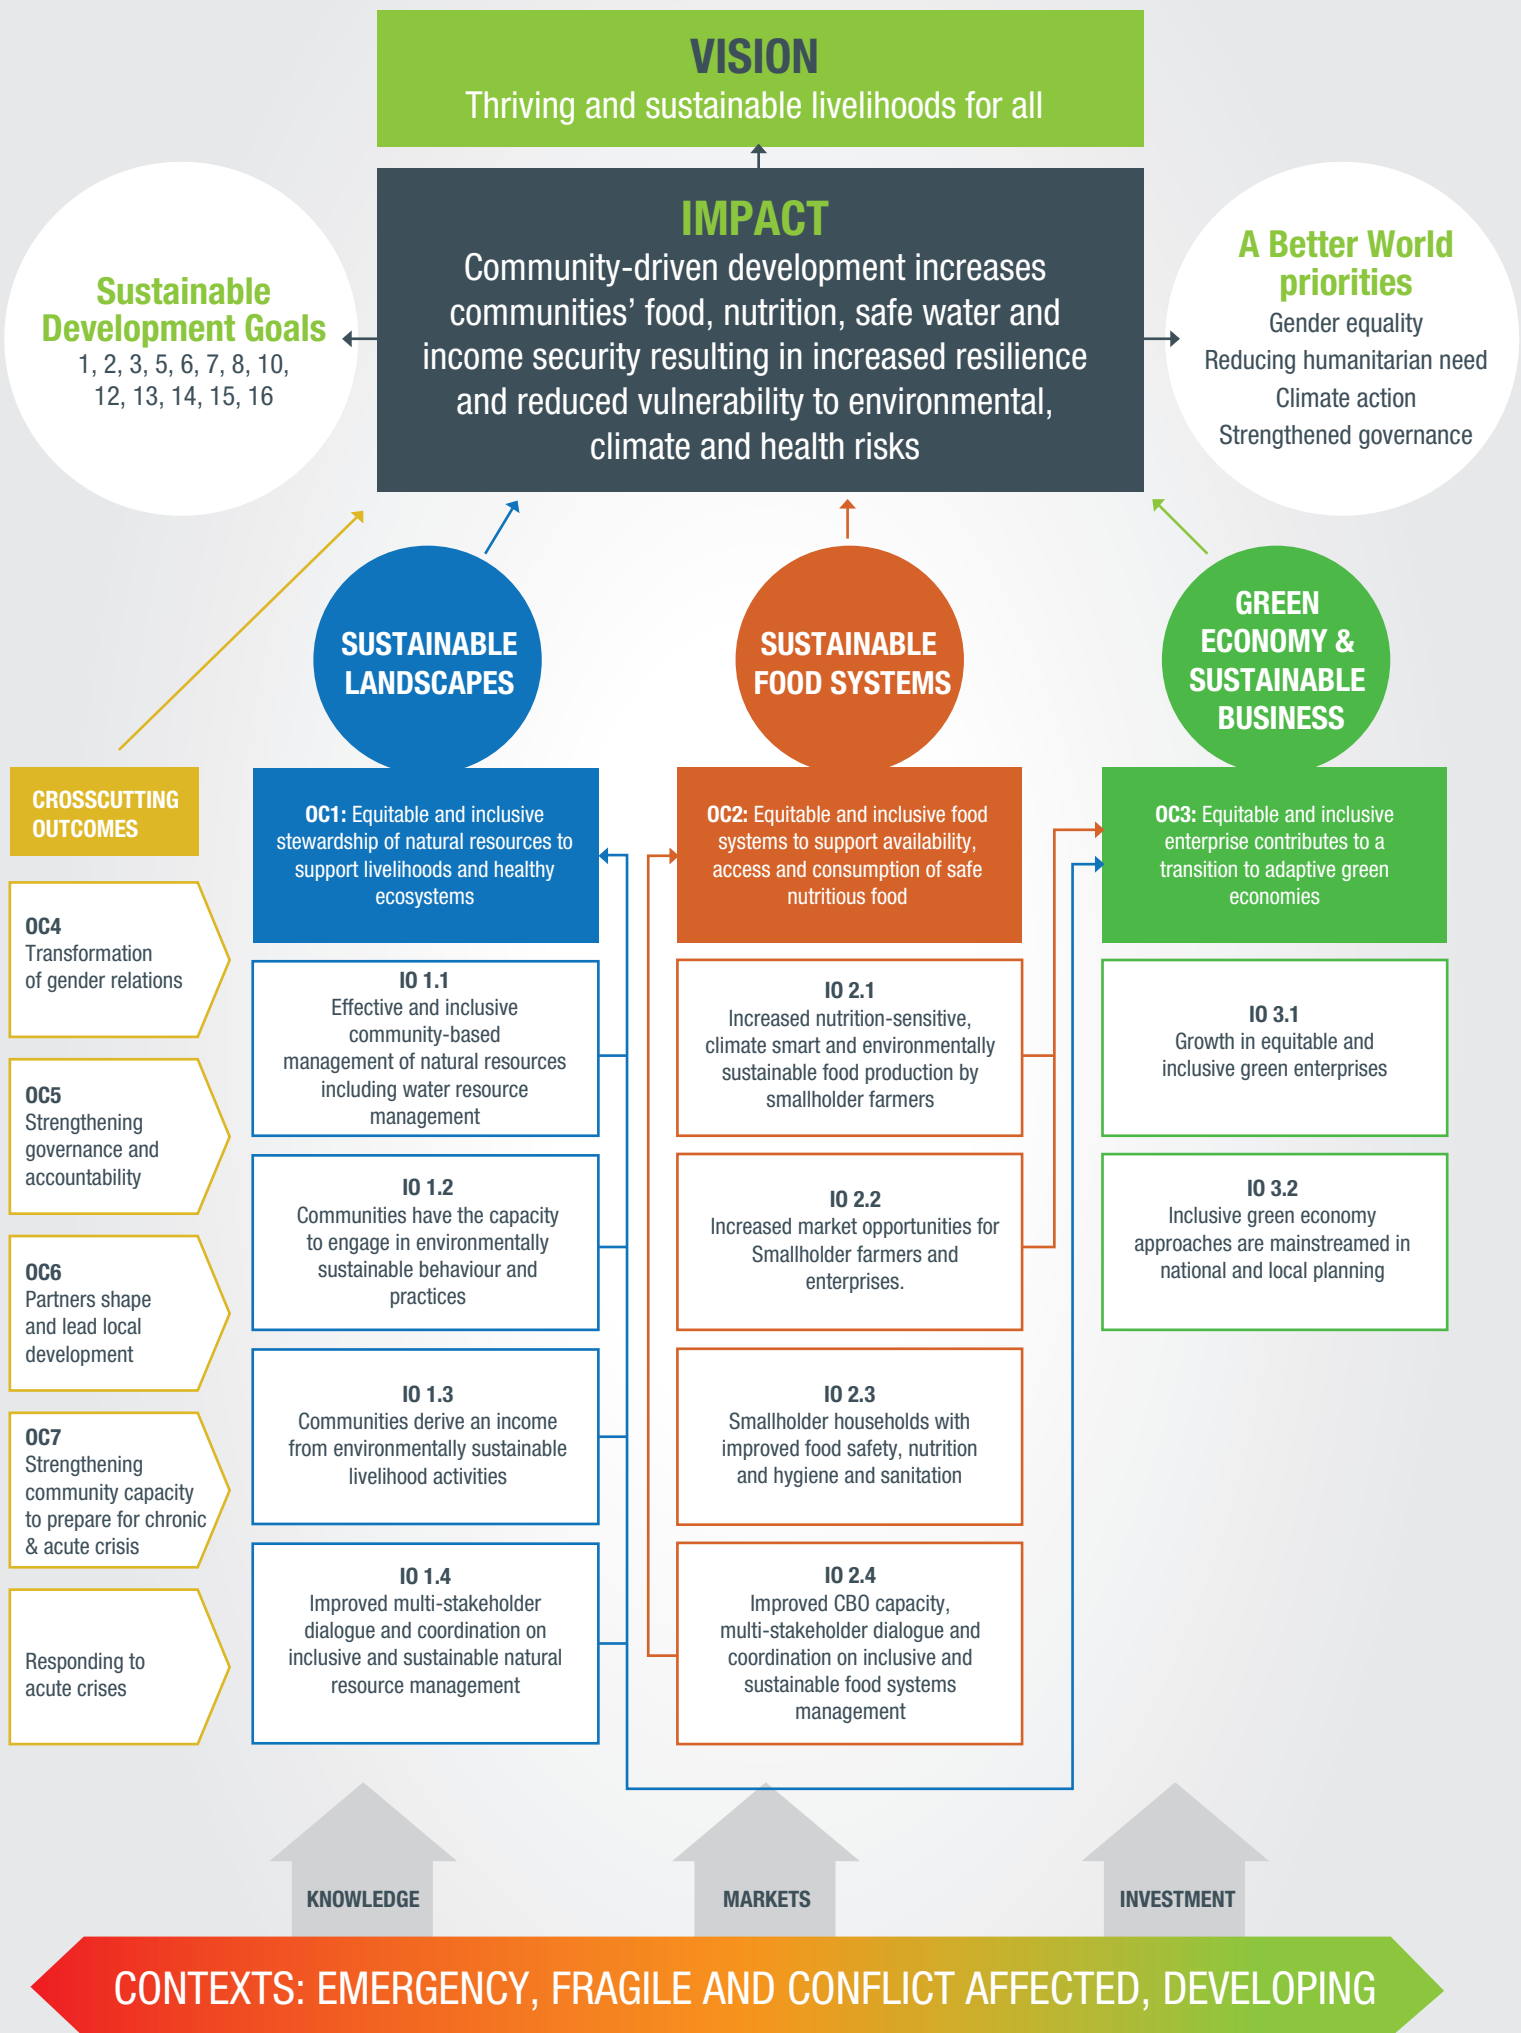 VISION
Thriving and sustainable livelihoods for all
IMPACT
Community-driven development increases
communities’ food, nutrition, safe water and
income security resulting in increased resilience
and reduced vulnerability to environmental,
climate and health risks
Sustainable
Development Goals
1, 2, 3, 5, 6, 7, 8, 10,
12, 13, 14, 15, 16
A Better World
priorities
Gender equality
Reducing humanitarian need
Climate action
Strengthened governance
SUSTAINABLE
LANDSCAPES
SUSTAINABLE
FOOD SYSTEMS
GREEN
ECONOMY &
SUSTAINABLE
BUSINESS
CROSSCUTTING
OUTCOMES
OC4
Transformation
of gender relations
OC5
Strengthening
governance and
accountability
OC6
Partners shape
and lead local
development
OC7
Strengthening
community capacity
to prepare for chronic
& acute crisis
Responding to
acute crises
OC1: Equitable and inclusive
stewardship of natural resources to
support livelihoods and healthy
ecosystems
IO 1.1
Effective and inclusive
community-based
management of natural resources
including water resource
management
IO 1.2
Communities have the capacity
to engage in environmentally
sustainable behaviour and
practices
IO 1.3
Communities derive an income
from environmentally sustainable
livelihood activities
IO 1.4
Improved multi-stakeholder
dialogue and coordination on
inclusive and sustainable natural
resource management
OC2: Equitable and inclusive food
systems to support availability,
access and consumption of safe
nutritious food
IO 2.1
Increased nutrition-sensitive,
climate smart and environmentally
sustainable food production by
smallholder farmers
IO 2.2
Increased market opportunities for
Smallholder farmers and
enterprises.
IO 2.3
Smallholder households with
improved food safety, nutrition
and hygiene and sanitation
IO 2.4
Improved CBO capacity,
multi-stakeholder dialogue and
coordination on inclusive and
sustainable food systems
management
OC3: Equitable and inclusive
enterprise contributes to a
transition to adaptive green
economies
IO 3.1
Growth in equitable and
inclusive green enterprises
IO 3.2
Inclusive green economy
approaches are mainstreamed in
national and local planning
KNOWLEDGE
MARKETS
INVESTMENT
CONTEXTS: EMERGENCY, FRAGILE AND CONFLICT AFFECTED, DEVELOPING